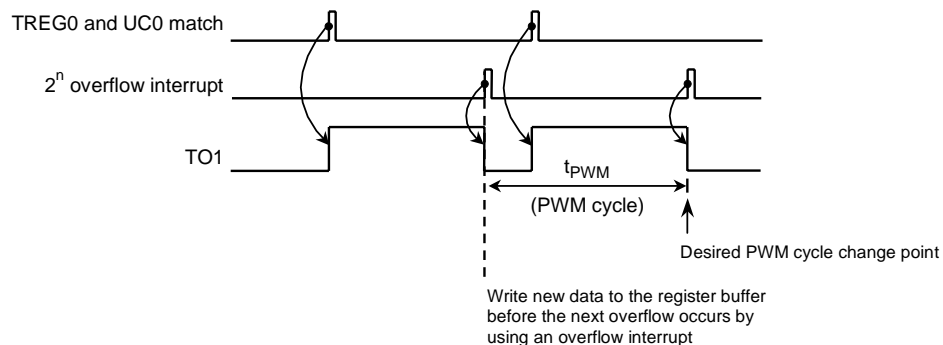 TREG0 and UC0 match
2ⁿ overflow interrupt
TO1
tPWM
(PWM cycle)
Desired PWM cycle change point
Write new data to the register buffer
before the next overflow occurs by
using an overflow interrupt